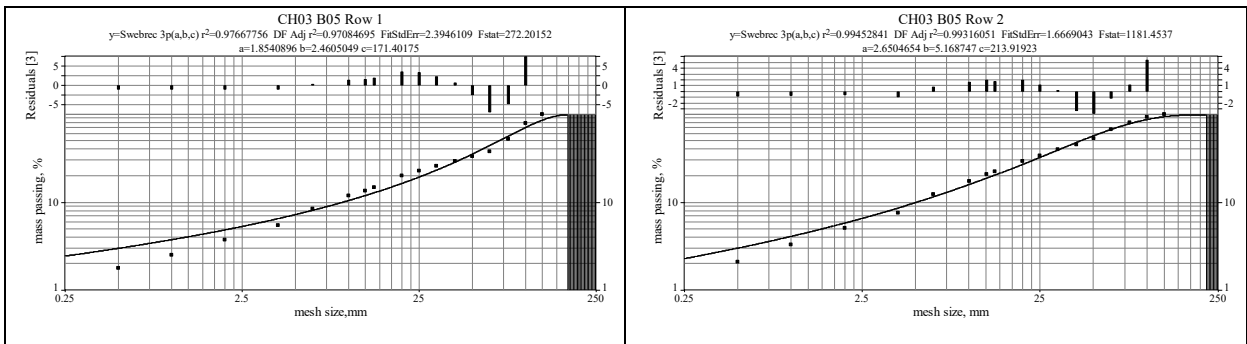 CH03 B05 Row 1
y=Swebrec 3p(a,b,c) r²=0.97667756 DF Adj r²=0.97084695 FitStdErr=2.3946109 Fstat=272.20152
a=1.8540896 b=2.4605049 c=171.40175
Residuals [3]
5
0
-5
5
0
-5
mass passing, %
10
1
10
1
0.25
2.5
25
250
mesh size,mm
CH03 B05 Row 2
y=Swebrec 3p(a,b,c) r²=0.99452841 DF Adj r²=0.99316051 FitStdErr=1.6669043 Fstat=1181.4537
a=2.6504654 b=5.168747 c=213.91923
Residuals [3]
4
1
-2
4
1
-2
mass passing, %
10
1
10
1
0.25
2.5
25
250
mesh size, mm